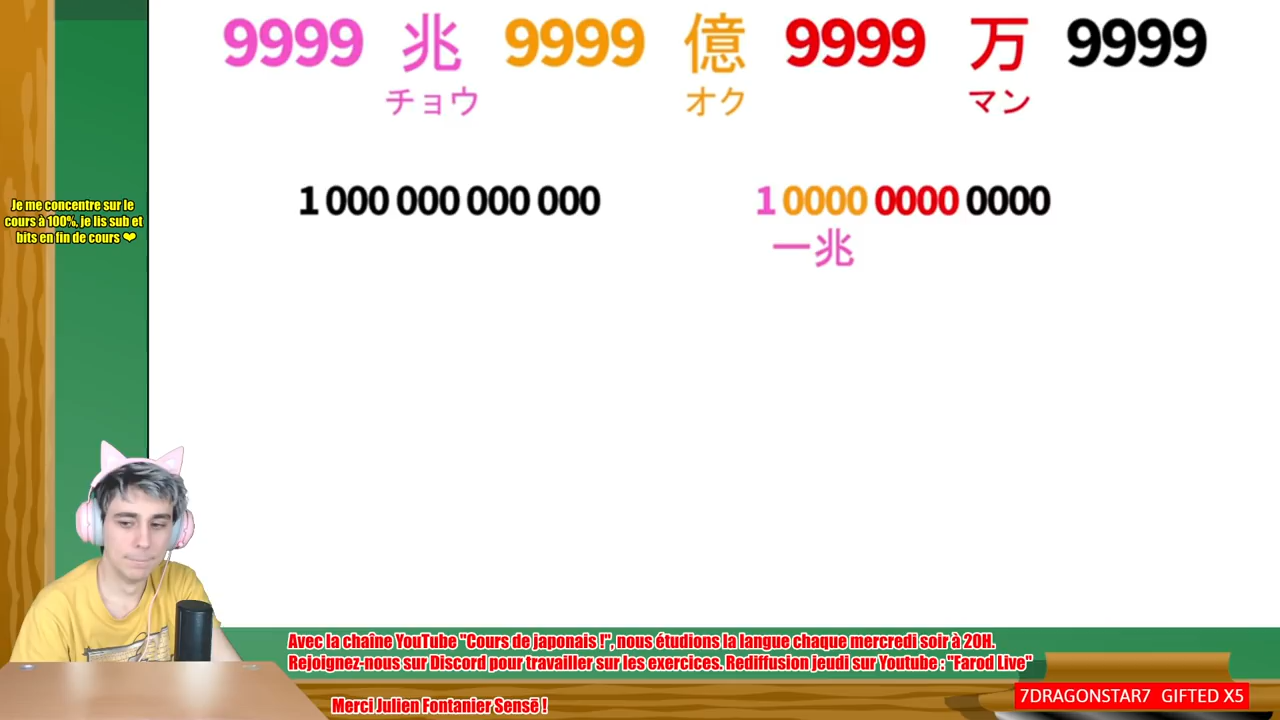 9999 兆 9999 億 9999 万 9999
チョウ オク マン
1 000 000 000 000 1 0000 0000 0000
一兆
Je me concentre sur le
cours à 100%, je lis sub et
bits en fin de cours ❤
Avec la chaîne YouTube "Cours de japonais !", nous étudions la langue chaque mercredi soir à 20H.
Rejoignez-nous sur Discord pour travailler sur les exercices. Rediffusion jeudi sur Youtube : "Farod Live"
Merci Julien Fontanier Sensē !
7DRAGONSTAR7 GIFTED X5